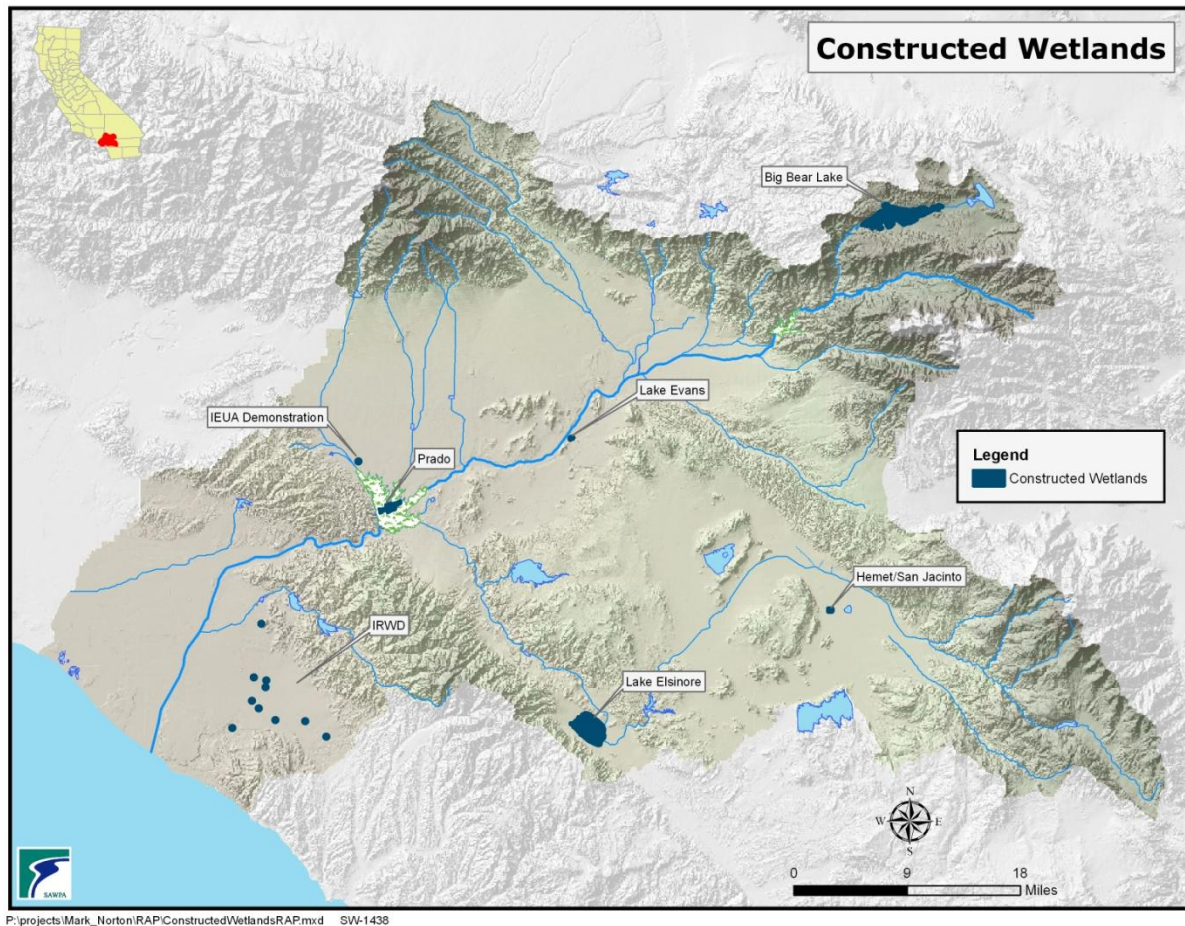 Constructed Wetlands
Big Bear Lake
Lake Evans
IEUA Demonstration
Prado
Legend
Constructed Wetlands
Hemet/San Jacinto
IRWD
Lake Elsinore
N
W E
S
0 9 18
Miles
SAWPA
P:\projects\Mark_Norton\RAP\ConstructedWetlandsRAP.mxd SW-1438